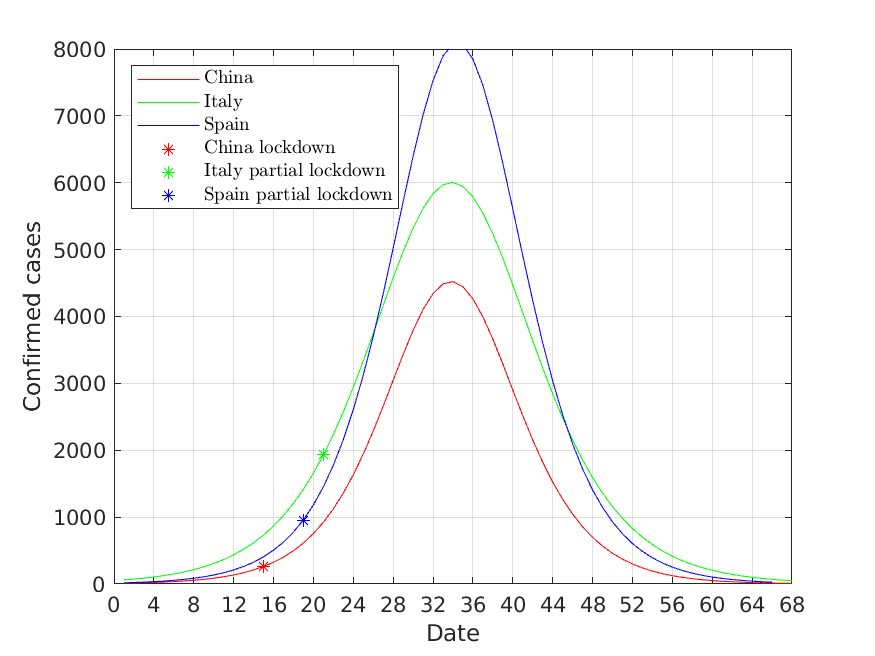 8000
7000
6000
5000
4000
3000
2000
1000
0
Confirmed cases
China
Italy
Spain
China lockdown
Italy partial lockdown
Spain partial lockdown
0 4 8 12 16 20 24 28 32 36 40 44 48 52 56 60 64 68
Date